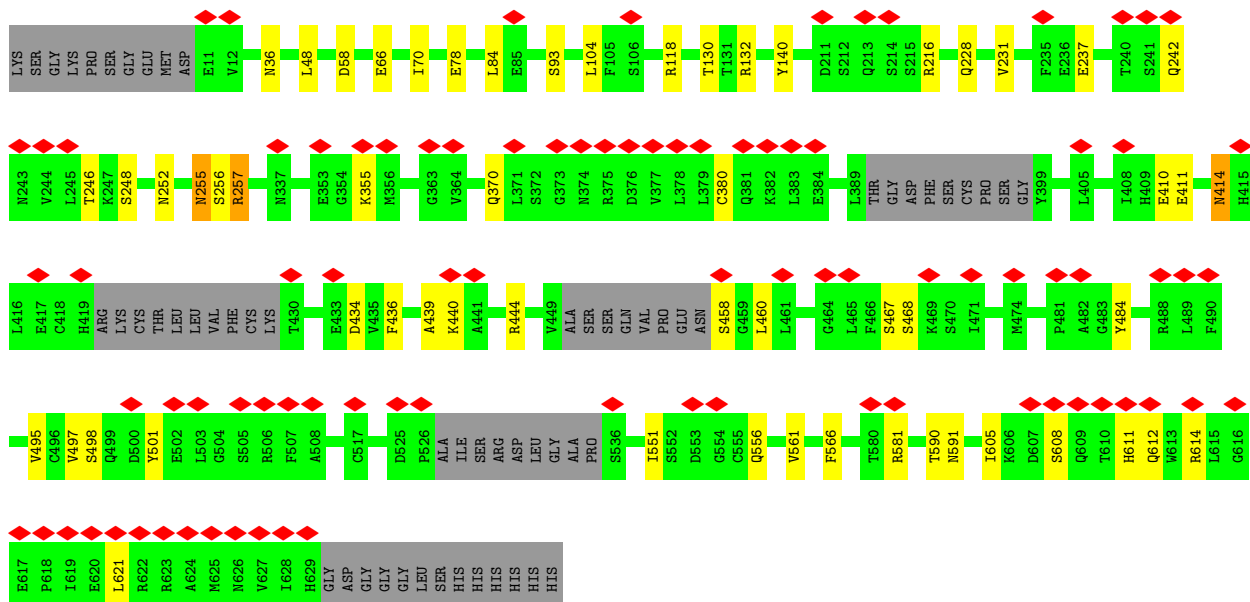 LYS SER GLY LYS PRO SER GLY GLU MET ASP E11 V12 N36 L48 D58 E66 I70 E78 L84 E85 S93 L104 F105 S106 R118 T130 T131 R132 Y140 D211 S212 Q213 S214 S215 R216 Q228 V231 F235 E236 E237 T240 S241 Q242
N243 V244 L245 T246 K247 S248 N252 N255 S256 R257 N337 E353 G354 K355 M356 G363 V364 Q370 L371 S372 G373 N374 R375 D376 V377 L378 L379 C380 Q381 K382 L383 E384 L389 THR GLY ASP PHE SER CYS PRO SER GLY Y399 L405 I408 H409 E410 E411 N414 H415
L416 E417 C418 H419 ARG LYS CYS THR LEU LEU VAL PHE CYS LYS T430 E433 D434 V435 F436 A439 K440 A441 R444 V449 ALA SER SER GLN VAL PRO GLU ASN S458 G459 L460 L461 G464 L465 F466 S467 S468 K469 S470 I471 M474 P481 A482 G483 Y484 R488 L489 F490
V495 C496 V497 S498 Q499 D500 Y501 E502 L503 G504 S505 R506 F507 A508 C517 D525 P526 ALA ILE SER ARG ASP LEU GLY ALA PRO S536 I551 S552 D553 G554 C555 Q556 V561 F566 T580 R581 T590 N591 I605 K606 D607 S608 Q609 T610 H611 Q612 W613 R614 L615 G616
E617 P618 I619 E620 L621 R622 R623 A624 M625 N626 V627 I628 H629 GLY ASP GLY GLY GLY LEU SER HIS HIS HIS HIS HIS HIS